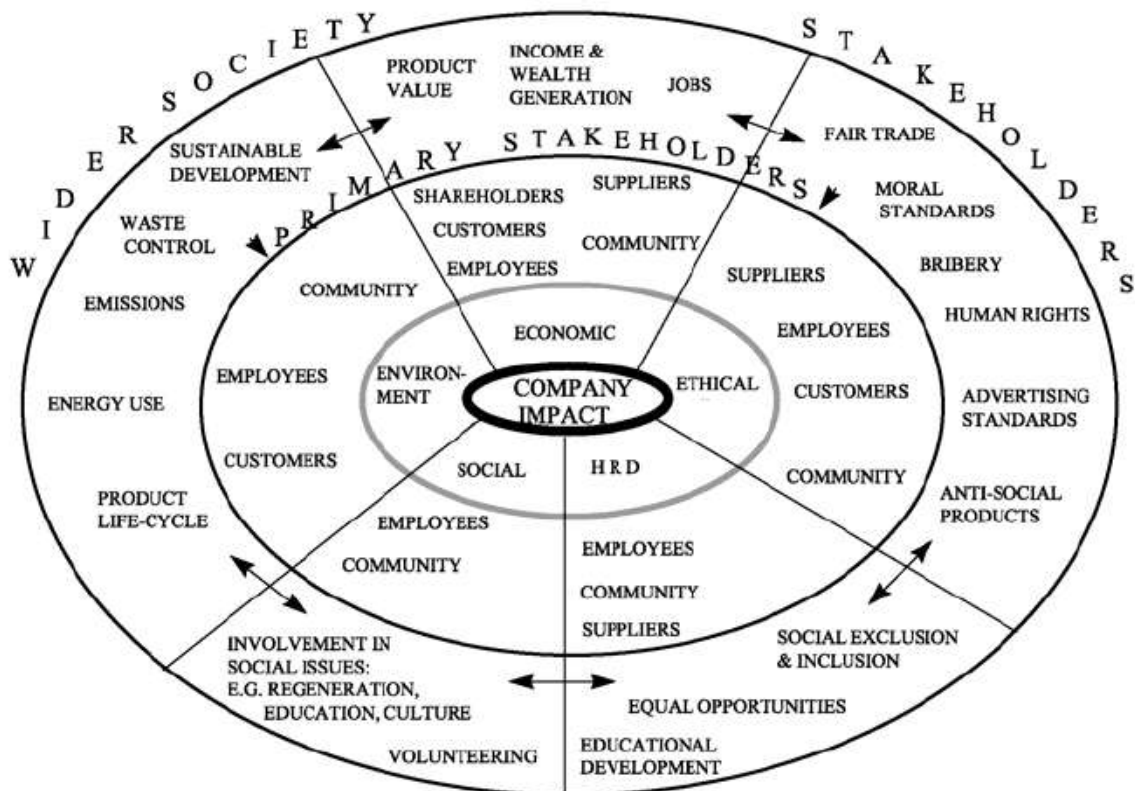 WIDER SOCIETY STAKEHOLDERS
PRIMARY STAKEHOLDERS
PRODUCT
VALUE
INCOME &
WEALTH
GENERATION
JOBS
SUSTAINABLE
DEVELOPMENT
WASTE
CONTROL
EMISSIONS
ENERGY USE
PRODUCT
LIFE-CYCLE
FAIR TRADE
MORAL
STANDARDS
BRIBERY
HUMAN RIGHTS
ADVERTISING
STANDARDS
ANTI-SOCIAL
PRODUCTS
SHAREHOLDERS
SUPPLIERS
CUSTOMERS
COMMUNITY
EMPLOYEES
COMMUNITY
EMPLOYEES
CUSTOMERS
SUPPLIERS
EMPLOYEES
CUSTOMERS
COMMUNITY
ECONOMIC
ENVIRON-
MENT
COMPANY
IMPACT
ETHICAL
SOCIAL
HRD
EMPLOYEES
COMMUNITY
EMPLOYEES
COMMUNITY
SUPPLIERS
INVOLVEMENT IN
SOCIAL ISSUES:
E.G. REGENERATION,
EDUCATION, CULTURE
VOLUNTEERING
SOCIAL EXCLUSION
& INCLUSION
EQUAL OPPORTUNITIES
EDUCATIONAL
DEVELOPMENT